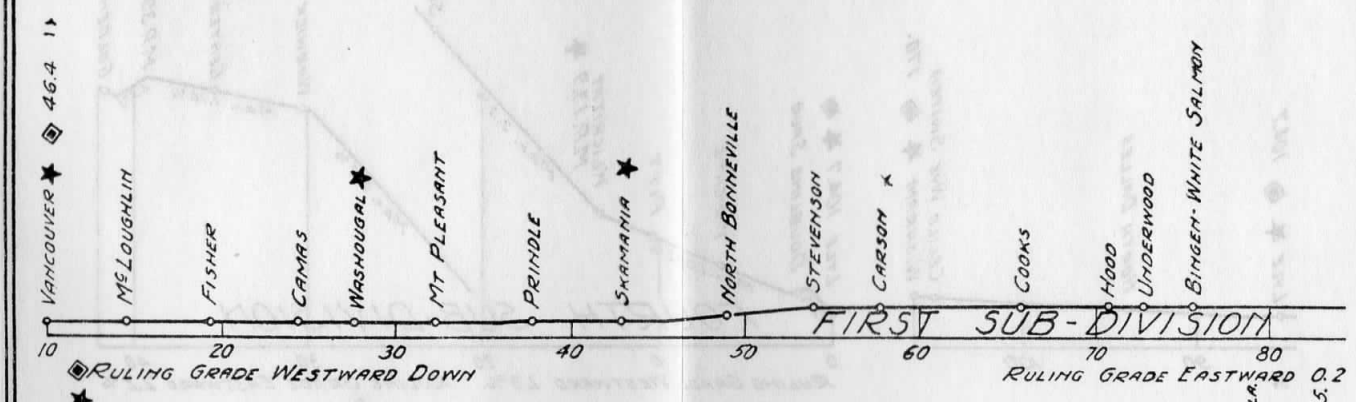 VANCOUVER ★ ◈ 46.4 11
McLOUGHLIN
FISHER
CAMAS
WASHOUGAL ★
MT PLEASANT
PRINDLE
SKAMANIA ★
NORTH BONNEVILLE
STEVENSON
CARSON
COOKS
HOOD
UNDERWOOD
BINGEN-WHITE SALMON
FIRST SUB-DIVISION
10 20 30 40 50 60 70 80
◈RULING GRADE WESTWARD DOWN
RULING GRADE EASTWARD 0.2